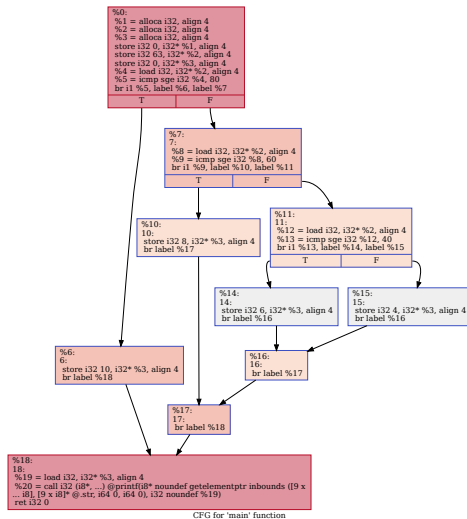 %0:
%1 = alloca i32, align 4
%2 = alloca i32, align 4
%3 = alloca i32, align 4
store i32 0, i32* %1, align 4
store i32 63, i32* %2, align 4
store i32 0, i32* %3, align 4
%4 = load i32, i32* %2, align 4
%5 = icmp sge i32 %4, 80
br i1 %5, label %6, label %7
T F
%7:
7:
%8 = load i32, i32* %2, align 4
%9 = icmp sge i32 %8, 60
br i1 %9, label %10, label %11
T F
%10:
10:
store i32 8, i32* %3, align 4
br label %17
%11:
11:
%12 = load i32, i32* %2, align 4
%13 = icmp sge i32 %12, 40
br i1 %13, label %14, label %15
T F
%14:
14:
store i32 6, i32* %3, align 4
br label %16
%15:
15:
store i32 4, i32* %3, align 4
br label %16
%6:
6:
store i32 10, i32* %3, align 4
br label %18
%16:
16:
br label %17
%17:
17:
br label %18
%18:
18:
%19 = load i32, i32* %3, align 4
%20 = call i32 (i8*, ...) @printf(i8* noundef getelementptr inbounds ([9 x
... i8], [9 x i8]* @.str, i64 0, i64 0), i32 noundef %19)
ret i32 0
CFG for 'main' function